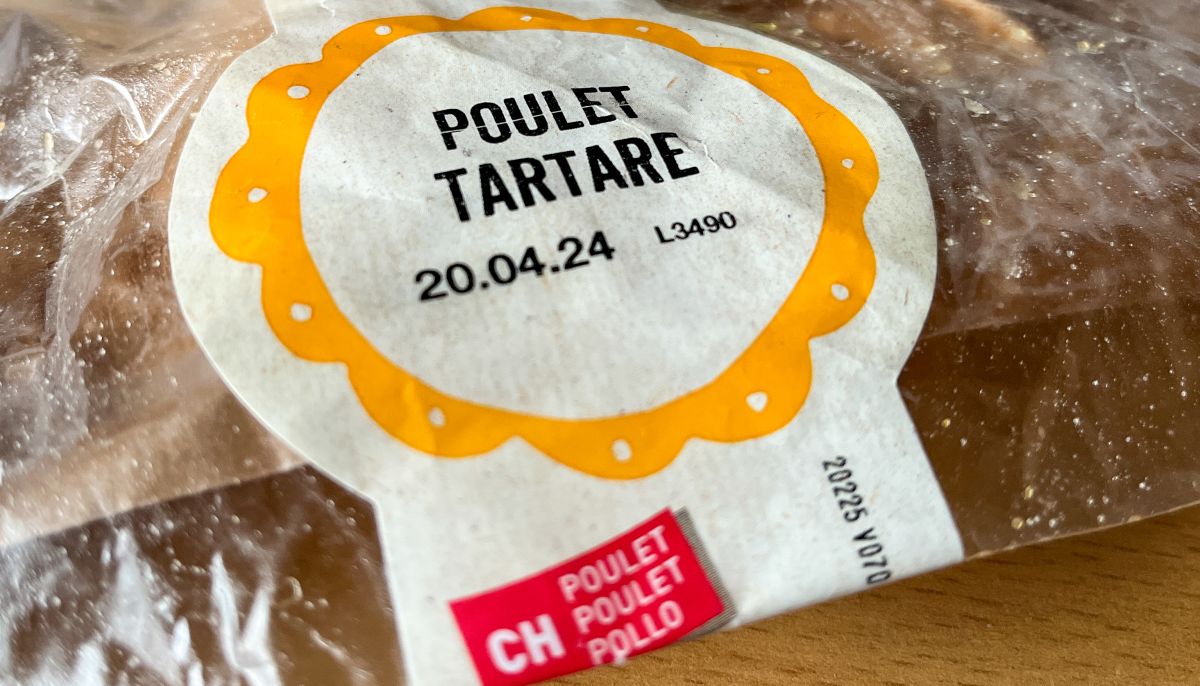 POULET
TARTARE
20.04.24 L3490
20225 V070
CH
POULET
POULET
POLLO